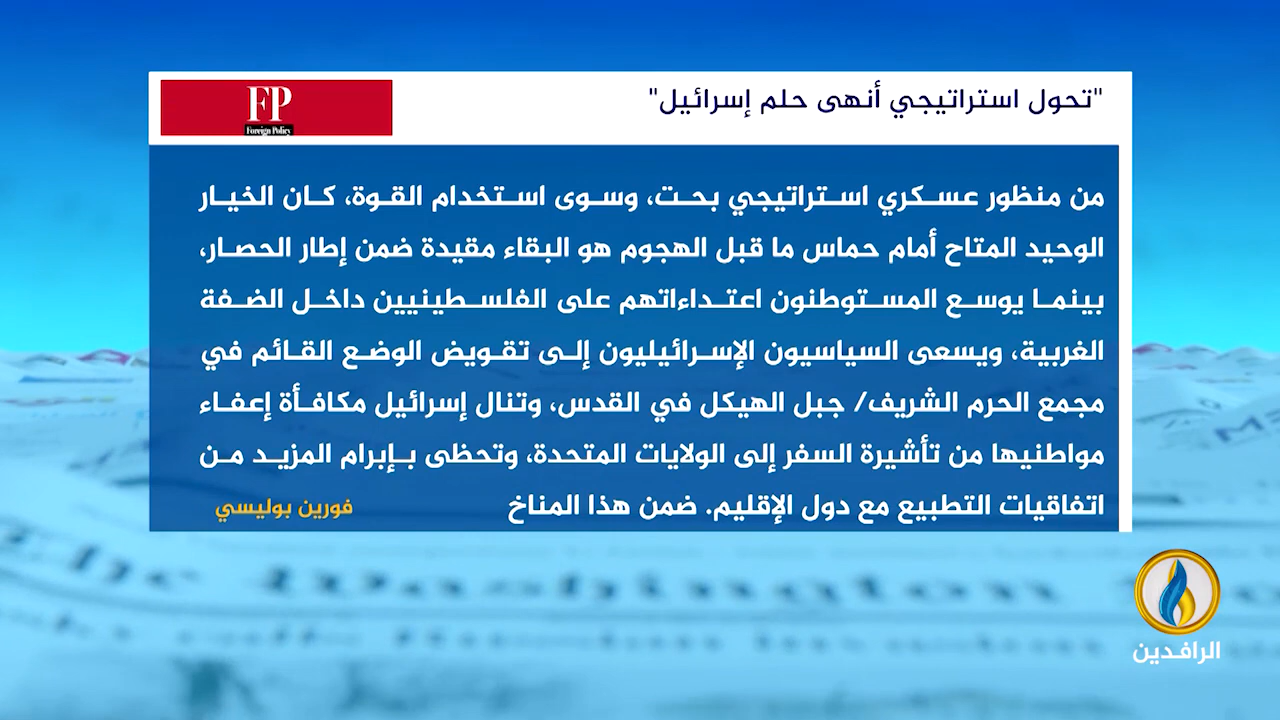 "تحول استراتيجي أنهى حلم إسرائيل"
FP
Foreign Policy
من منظور عسكري استراتيجي بحت، وسوى استخدام القوة، كان الخيار
الوحيد المتاح أمام حماس ما قبل الهجوم هو البقاء مقيدة ضمن إطار الحصار،
بينما يوسع المستوطنون اعتداءاتهم على الفلسطينيين داخل الضفة
الغربية، ويسعى السياسيون الإسرائيليون إلى تقويض الوضع القائم في
مجمع الحرم الشريف/ جبل الهيكل في القدس، وتنال إسرائيل مكافأة إعفاء
مواطنيها من تأشيرة السفر إلى الولايات المتحدة، وتحظى بإبرام المزيد من
اتفاقيات التطبيع مع دول الإقليم. ضمن هذا المناخ
فورين بوليسي
الرافدين